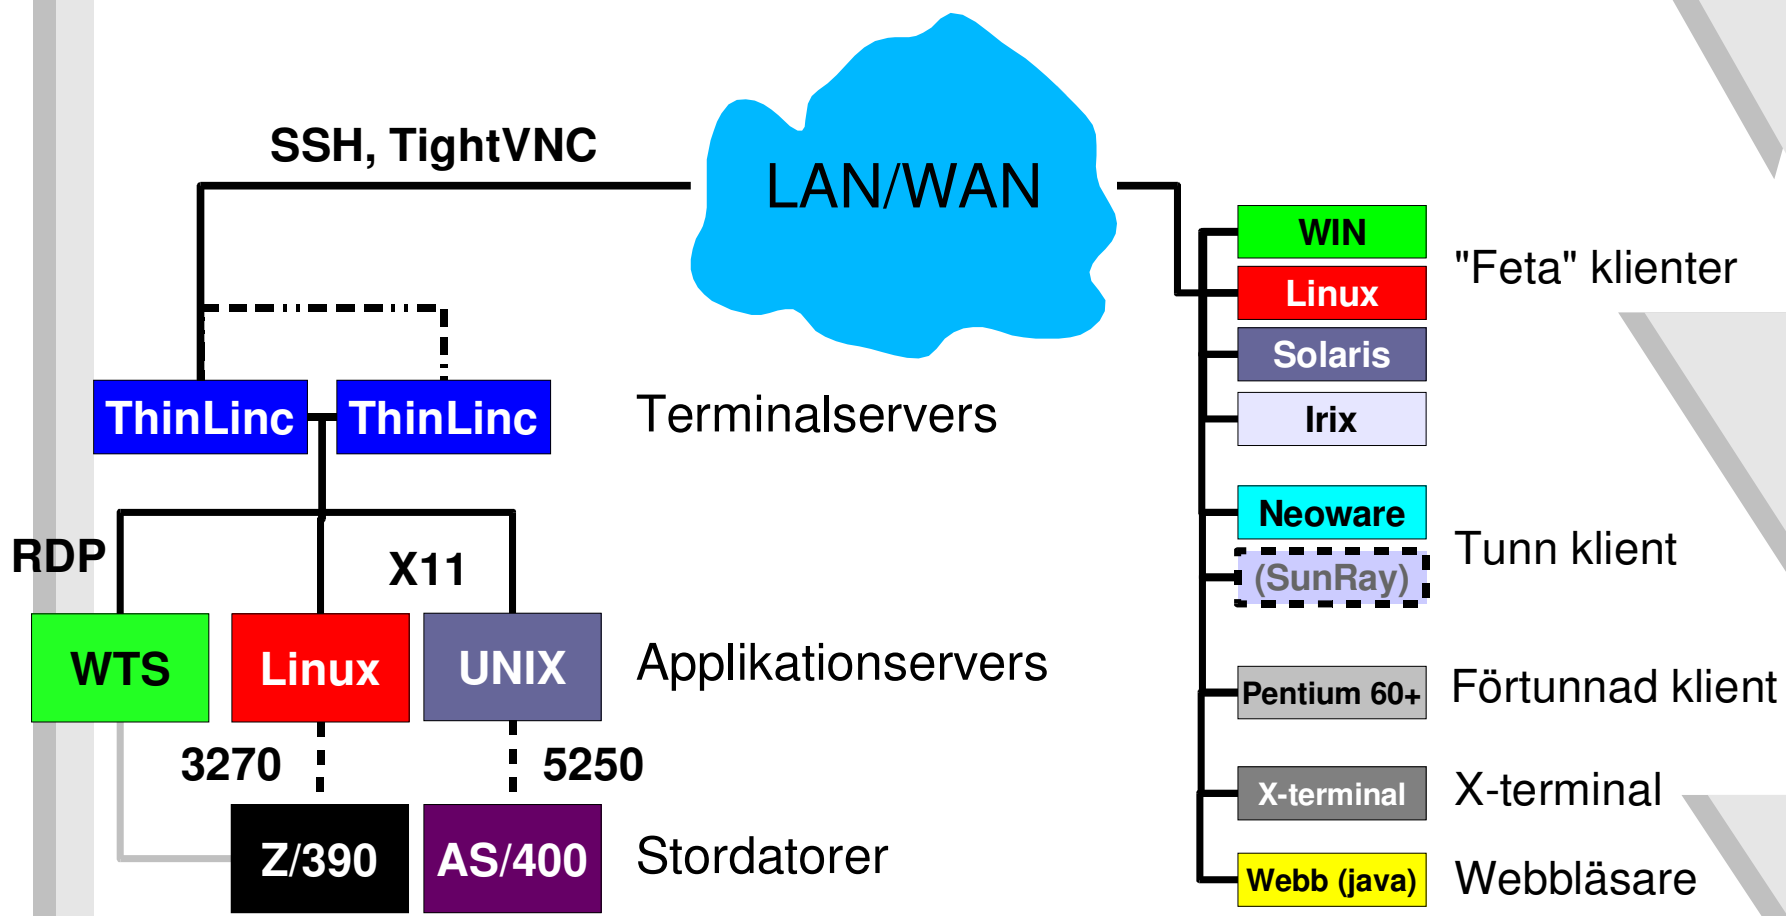 SSH, TightVNC
LAN/WAN
WIN
"Feta" klienter
Linux
Solaris
Irix
ThinLinc
ThinLinc
Terminalservers
Neoware
Tunn klient
(SunRay)
RDP
X11
WTS
Linux
UNIX
Applikationservers
Pentium 60+
Förtunnad klient
3270
5250
X-terminal
X-terminal
Z/390
AS/400
Stordatorer
Webb (java)
Webbläsare